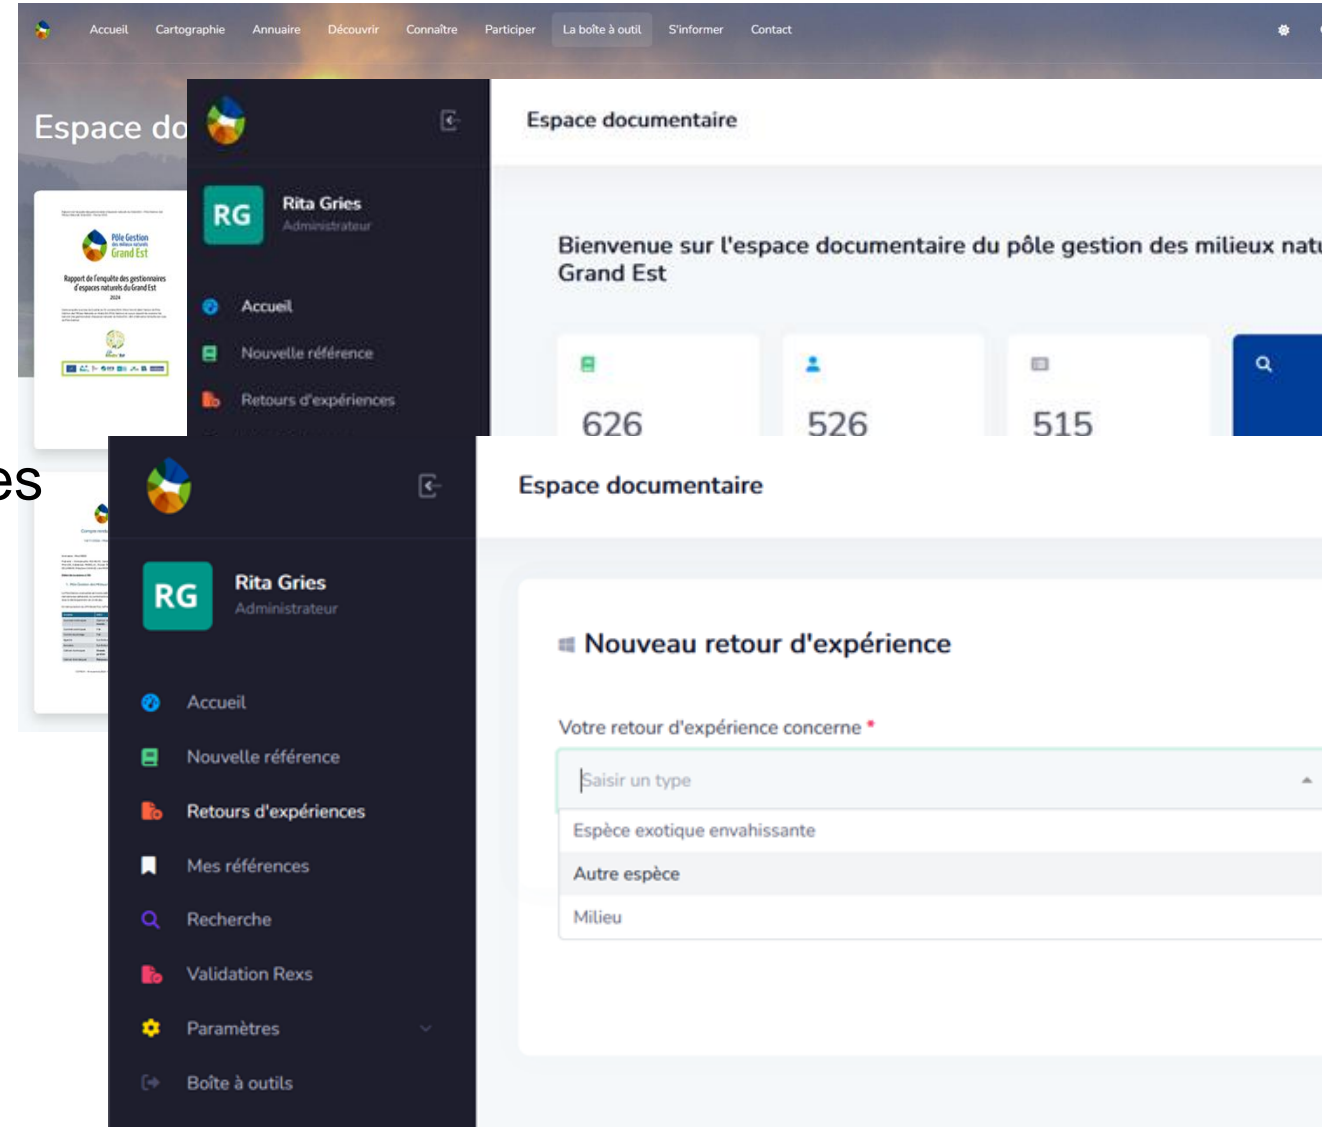 Accueil Cartographie Annuaire Découvrir Connaître Participer La boîte à outil S'informer Contact
Espace do
Pôle Gestion
des milieux naturels
Grand Est
Rapport de l'enquête des gestionnaires
d'espaces naturels du Grand Est
2024
Espace documentaire
RG
Rita Gries
Administrateur
Accueil
Nouvelle référence
Retours d'expériences
Bienvenue sur l'espace documentaire du pôle gestion des milieux natu
Grand Est
626
526
515
es
Espace documentaire
RG
Rita Gries
Administrateur
Accueil
Nouvelle référence
Retours d'expériences
Mes références
Recherche
Validation Rexs
Paramètres
Boîte à outils
Nouveau retour d'expérience
Votre retour d'expérience concerne *
Saisir un type
Espèce exotique envahissante
Autre espèce
Milieu